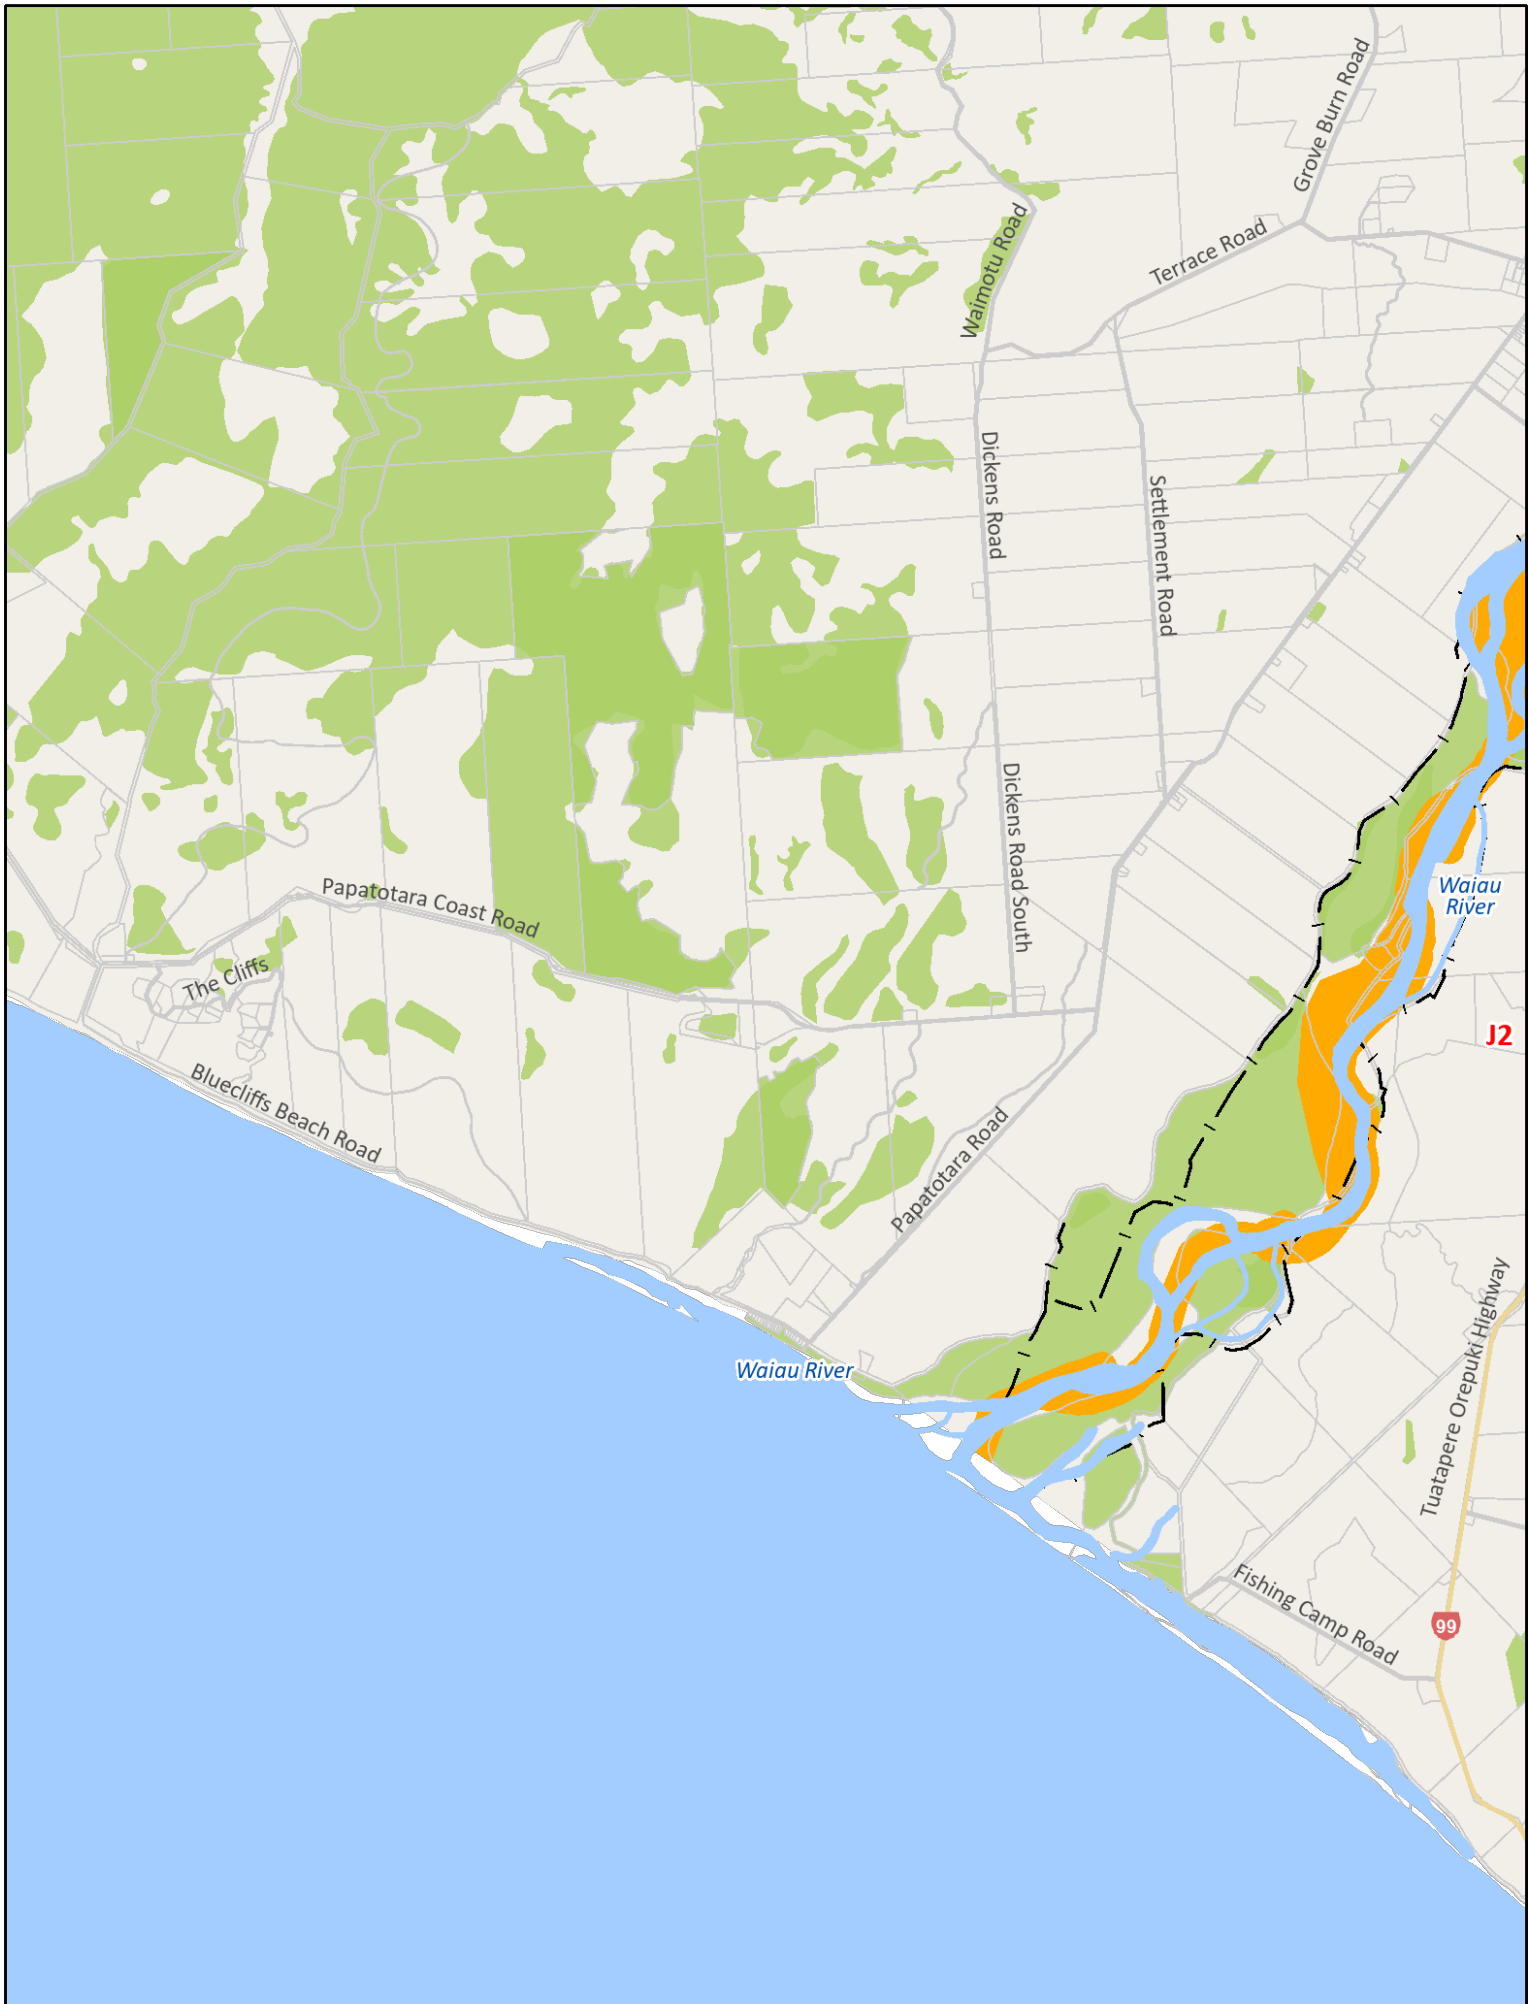 Grove Burn Road
Waimotu Road
Terrace Road
Dickens Road
Settlement Road
Dickens Road South
Waiau
River
Papatotara Coast Road
The Cliffs
J2
Bluecliffs Beach Road
Papatotara Road
Waiau River
Tuatapere Orepuki Highway
Fishing Camp Road
99